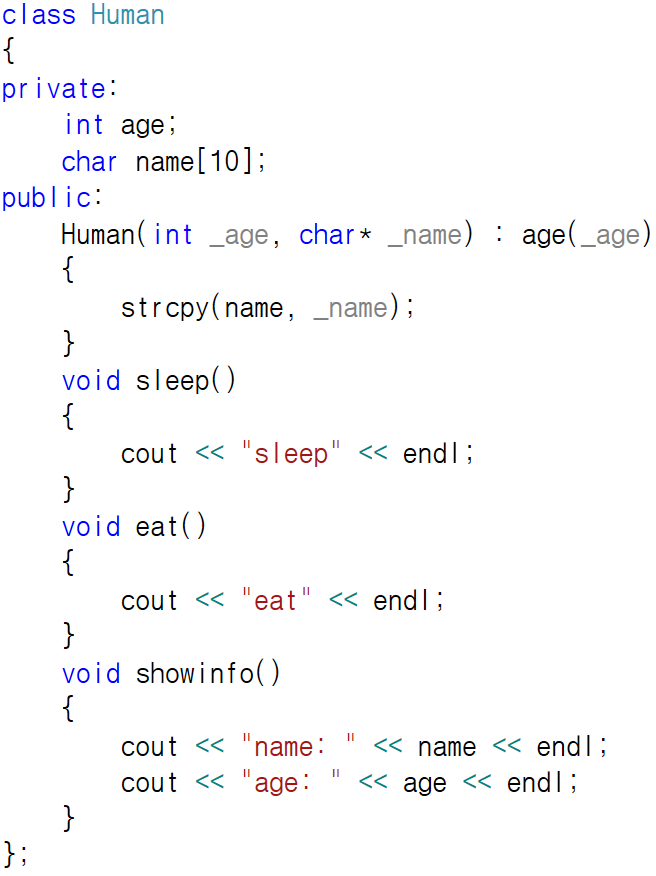 class Human
{
private:
    int age;
    char name[10];
public:
    Human(int _age, char* _name) : age(_age)
    {
        strcpy(name, _name);
    }
    void sleep()
    {
        cout << "sleep" << endl;
    }
    void eat()
    {
        cout << "eat" << endl;
    }
    void showinfo()
    {
        cout << "name: " << name << endl;
        cout << "age: " << age << endl;
    }
};